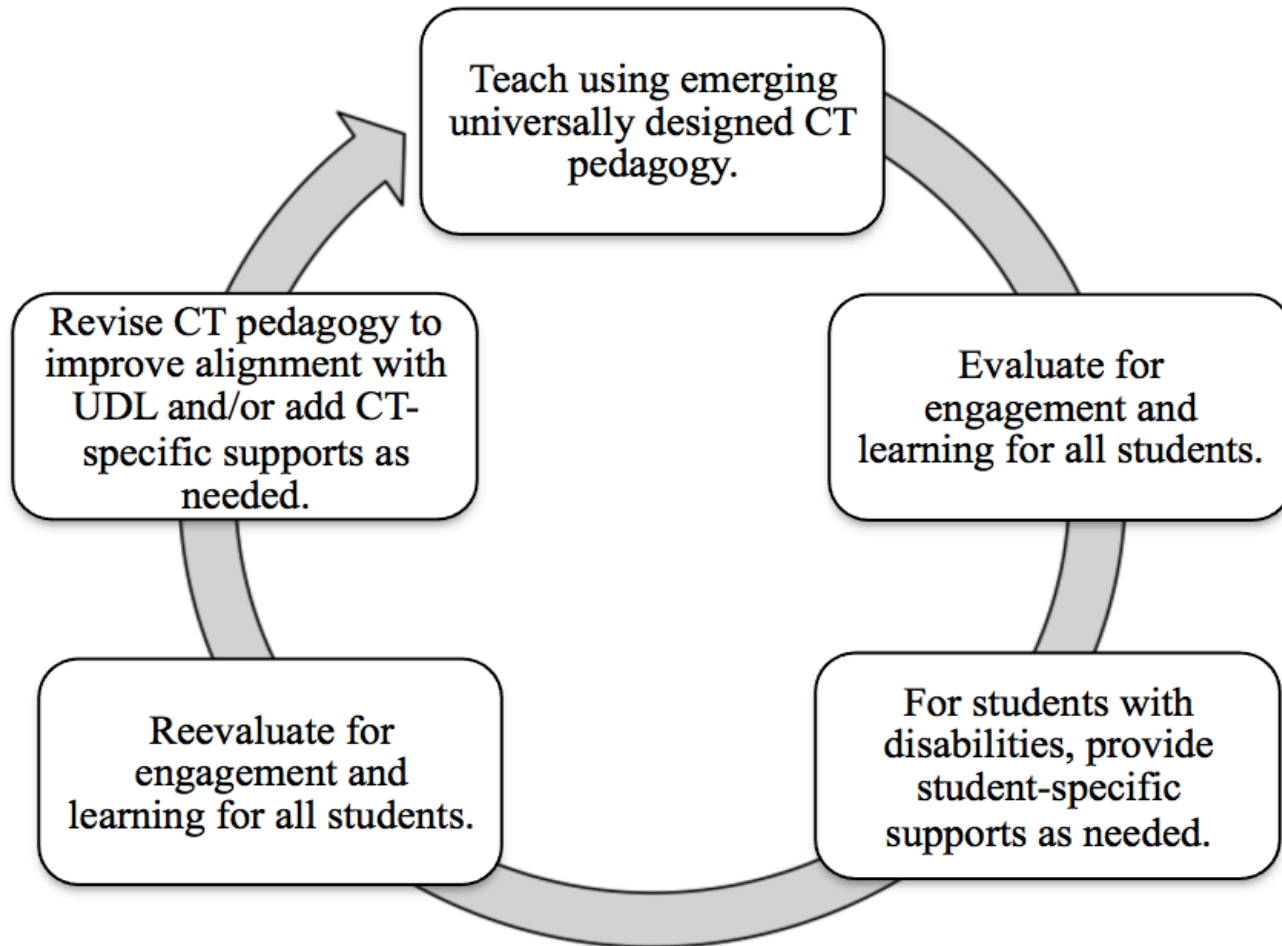 Teach using emerging
universally designed CT
pedagogy.
Evaluate for
engagement and
learning for all students.
For students with
disabilities, provide
student-specific
supports as needed.
Reevaluate for
engagement and
learning for all students.
Revise CT pedagogy to
improve alignment with
UDL and/or add CT-
specific supports as
needed.